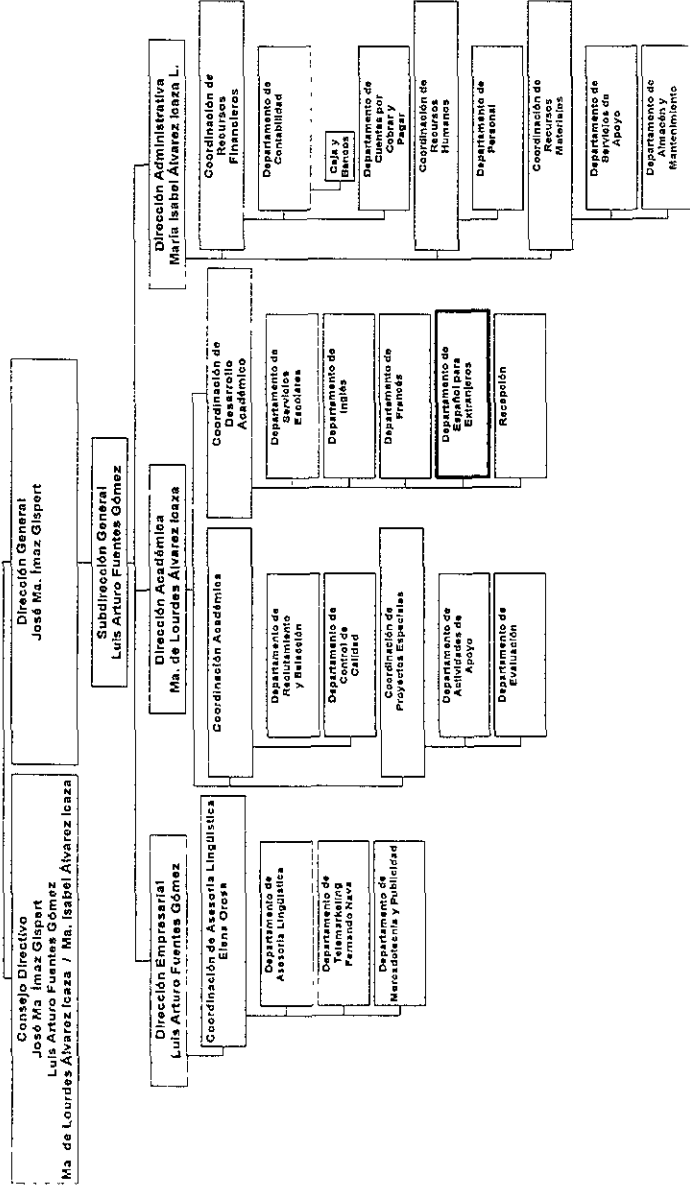 Consejo Directivo
José Ma Ímaz Gispert
Luis Arturo Fuentes Gómez
Ma de Lourdes Álvarez Icaza / Ma. Isabel Álvarez Icaza
Dirección General
José Ma. Ímaz Gispert
Subdirección General
Luis Arturo Fuentes Gómez
Dirección Empresarial
Luis Arturo Fuentes Gómez
Coordinación de Asesoría Lingüística
Elena Orosa
Departamento de
Asesoría Lingüística
Departamento de
Telemarketing
Fernando Nava
Departamento de
Mercadotecnia y Publicidad
Dirección Académica
Ma. de Lourdes Álvarez Icaza
Coordinación Académica
Departamento de
Reclutamiento
y Selección
Departamento de
Control de
Calidad
Coordinación de
Proyectos Especiales
Departamento de
Actividades de
Apoyo
Departamento de
Evaluación
Coordinación de
Desarrollo
Académico
Departamento de
Servicios
Escolares
Departamento de
Inglés
Departamento de
Francés
Departamento de
Español para
Extranjeros
Recepción
Dirección Administrativa
María Isabel Álvarez Icaza L.
Coordinación de
Recursos
Financieros
Departamento de
Contabilidad
Caja y
Bancos
Departamento de
Cuentas por
Cobrar y
Pagar
Coordinación de
Recursos
Humanos
Departamento de
Personal
Coordinación de
Recursos
Materiales
Departamento de
Servicios de
Apoyo
Departamento de
Almacén y
Mantenimiento